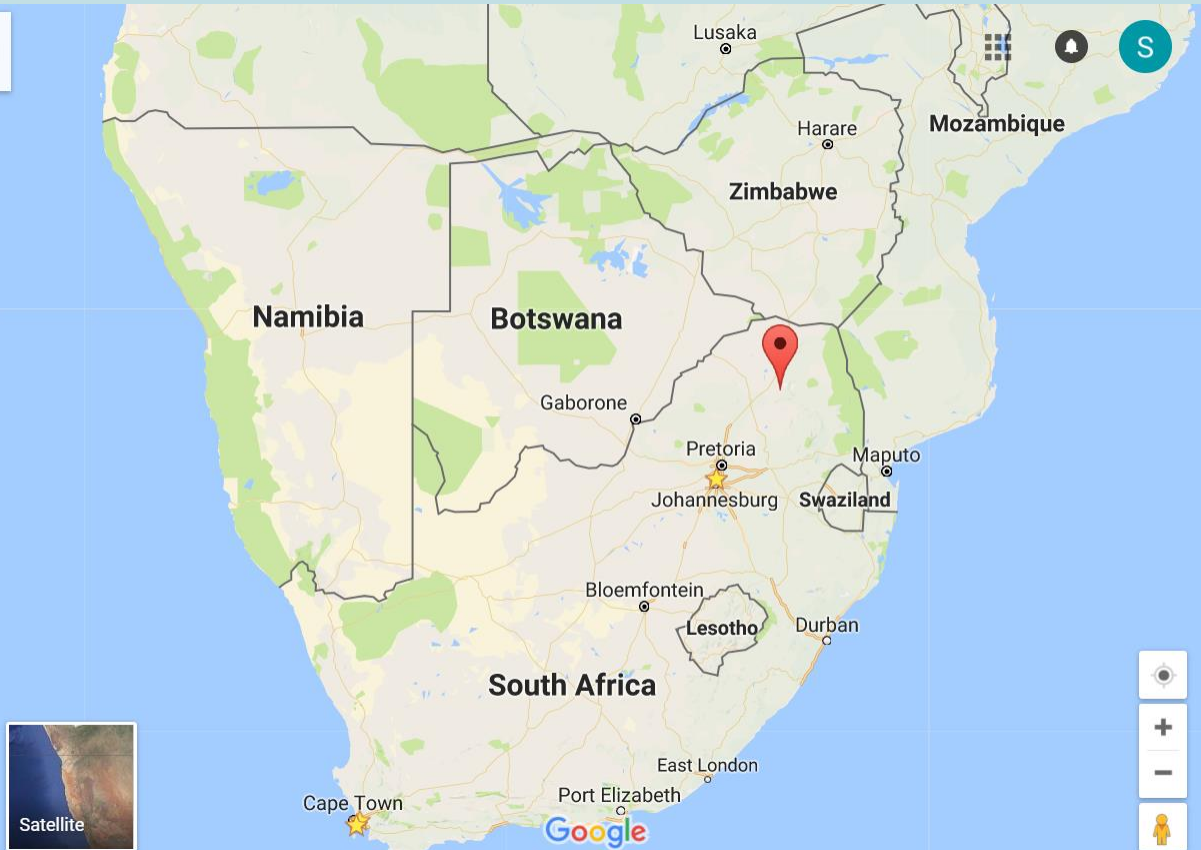 Lusaka
S
Mozambique
Harare
Zimbabwe
Namibia
Botswana
Gaborone
Pretoria
Maputo
Johannesburg
Swaziland
Bloemfontein
Lesotho
Durban
South Africa
East London
Port Elizabeth
Cape Town
Satellite
Google